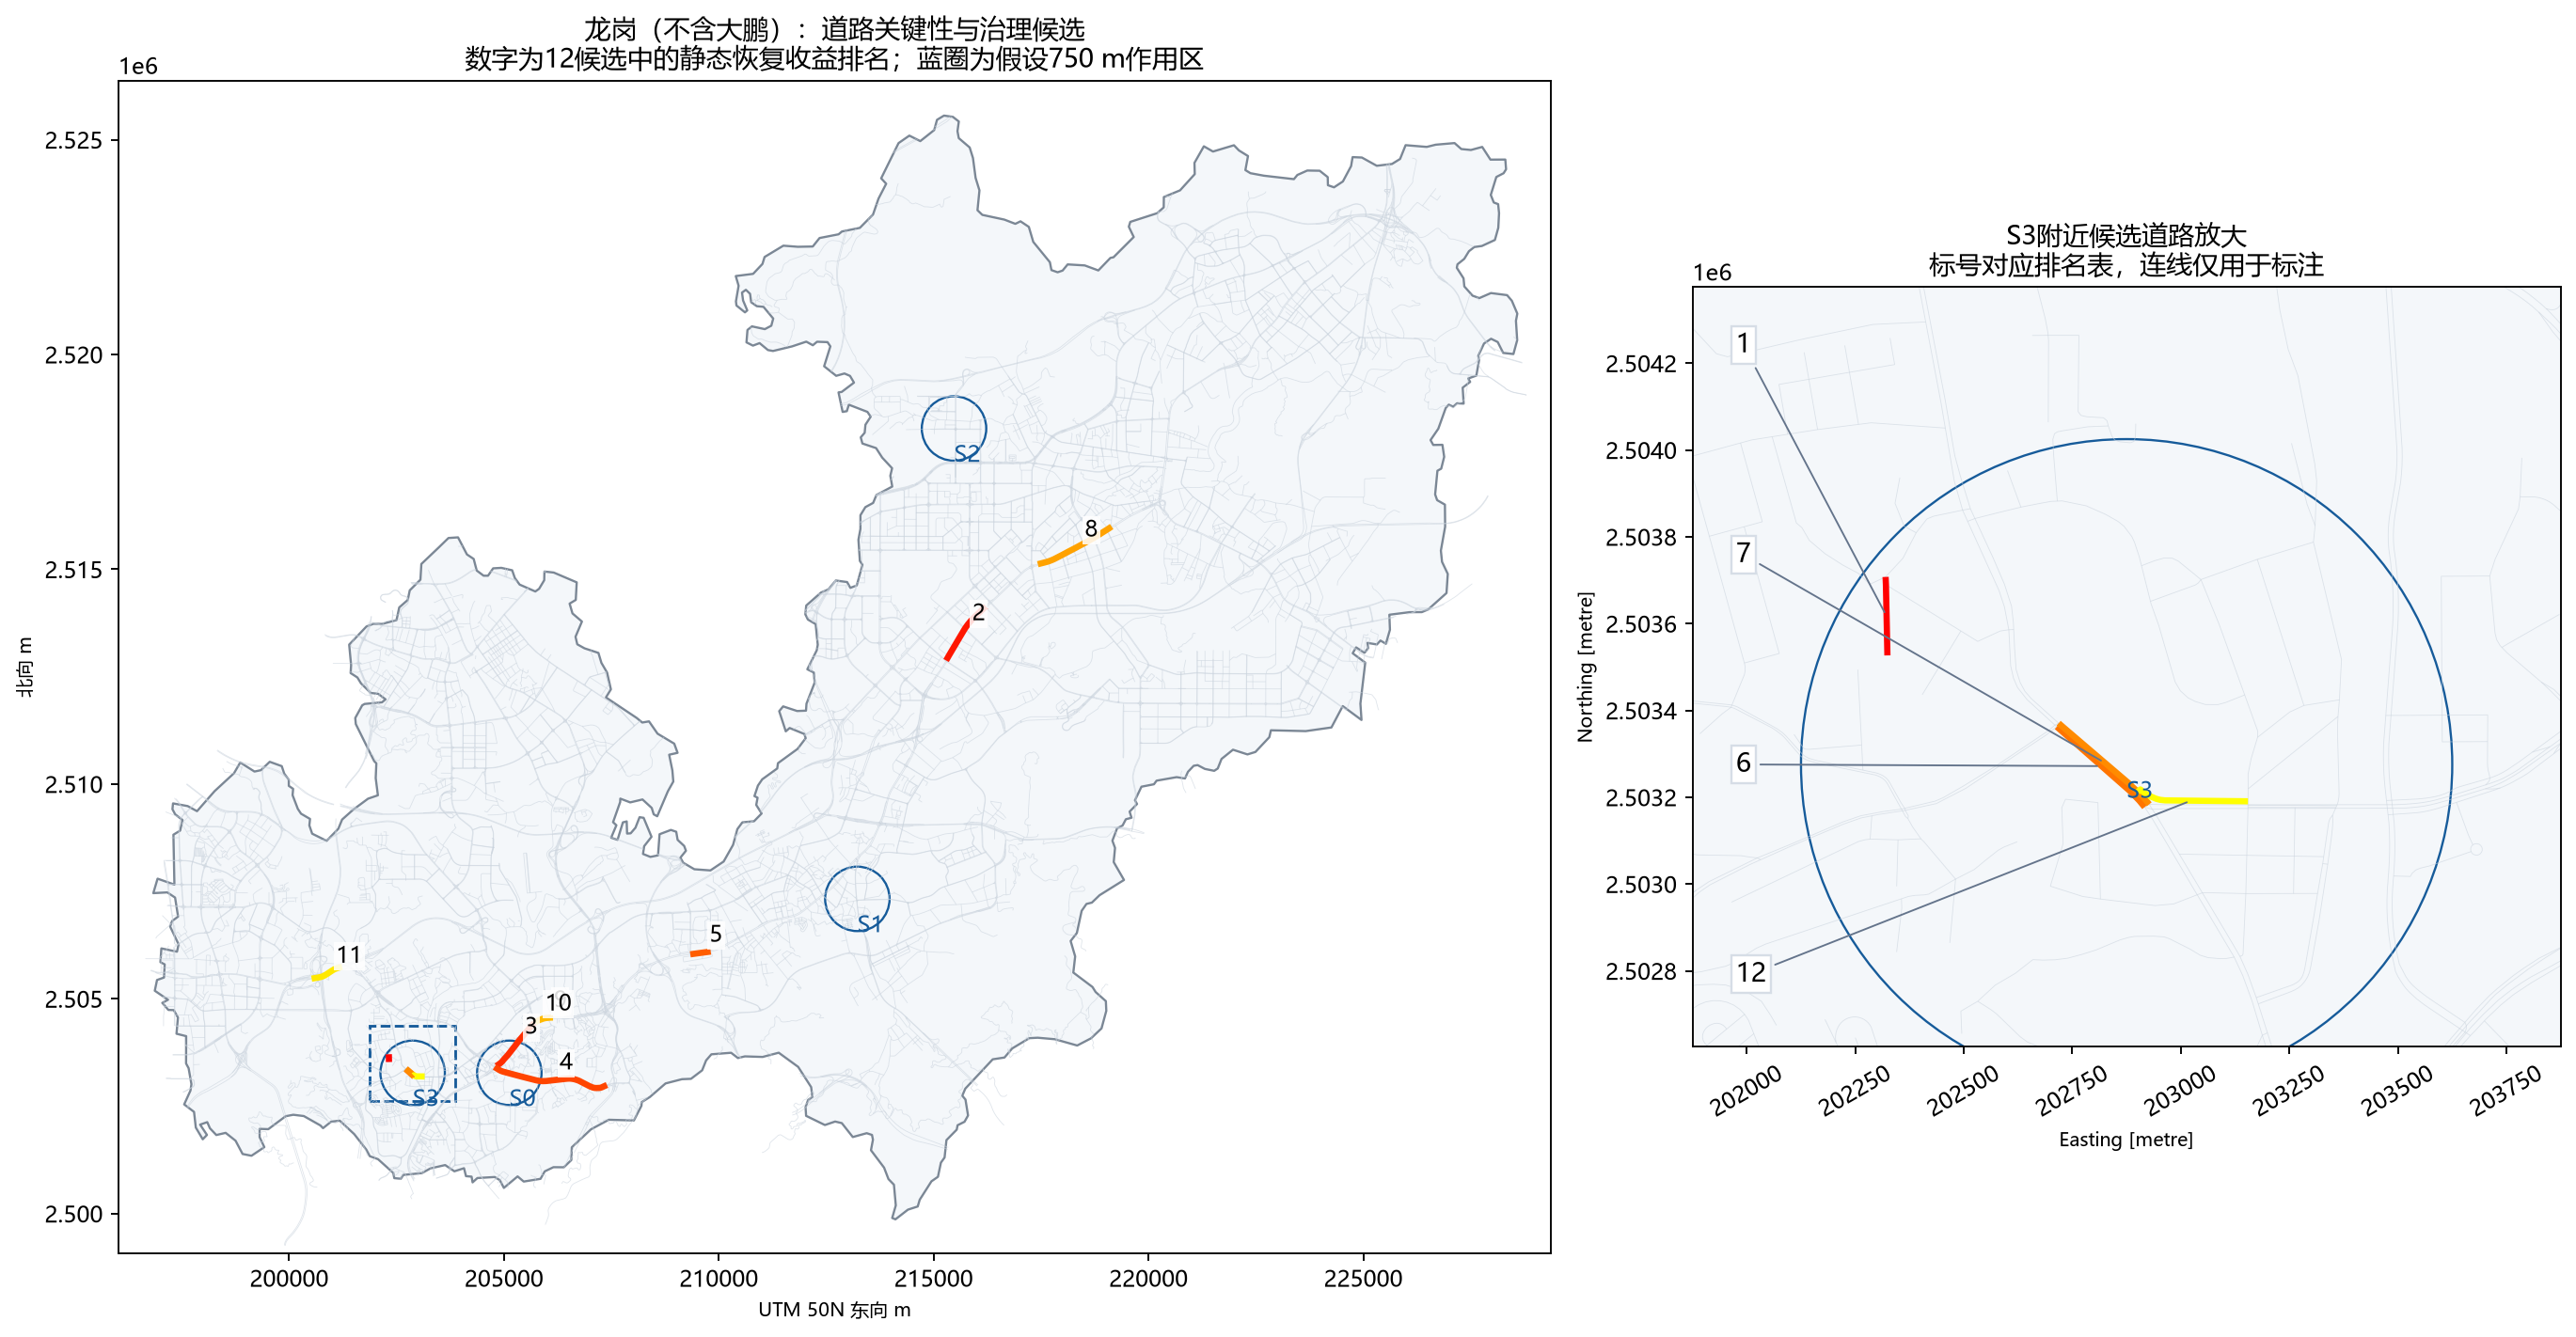 龙岗（不含大鹏）：道路关键性与治理候选
数字为12候选中的静态恢复收益排名；蓝圈为假设750 m作用区
1e6
2.525
2.520
2.515
2.510
2.505
2.500
北向 m
200000
205000
210000
215000
220000
225000
UTM 50N 东向 m
S2
8
2
S1
5
11
10
3
4
S3
S0
S3附近候选道路放大
标号对应排名表，连线仅用于标注
1e6
2.5042
2.5040
2.5038
2.5036
2.5034
2.5032
2.5030
2.5028
Northing [metre]
1
7
6
12
S3
202000
202250
202500
202750
203000
203250
203500
203750
Easting [metre]